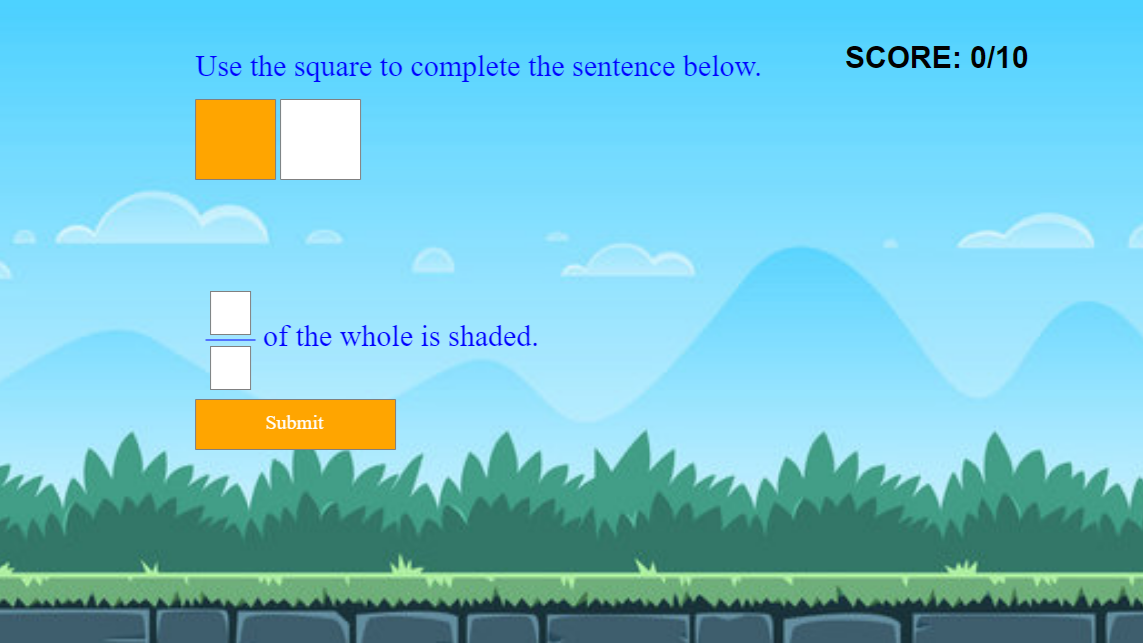 Use the square to complete the sentence below.
SCORE: 0/10
of the whole is shaded.
Submit